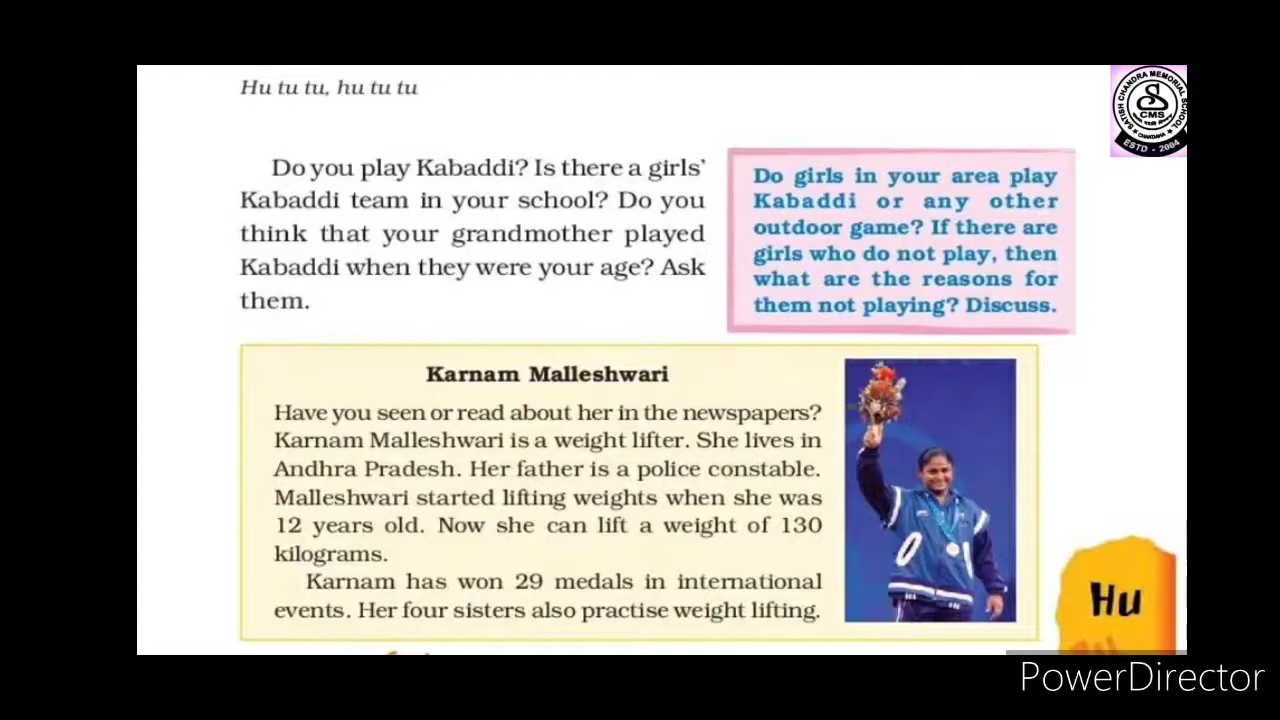 Hu tu tu, hu tu tu
SATISH CHANDRA MEMORIAL SCHOOL
CMS
CHAKDAHA
ESTD - 2004
Do you play Kabaddi? Is there a girls’
Kabaddi team in your school? Do you
think that your grandmother played
Kabaddi when they were your age? Ask
them.
Do girls in your area play
Kabaddi or any other
outdoor game? If there are
girls who do not play, then
what are the reasons for
them not playing? Discuss.
Karnam Malleshwari
Have you seen or read about her in the newspapers?
Karnam Malleshwari is a weight lifter. She lives in
Andhra Pradesh. Her father is a police constable.
Malleshwari started lifting weights when she was
12 years old. Now she can lift a weight of 130
kilograms.
Karnam has won 29 medals in international
events. Her four sisters also practise weight lifting.
Hu
PowerDirector